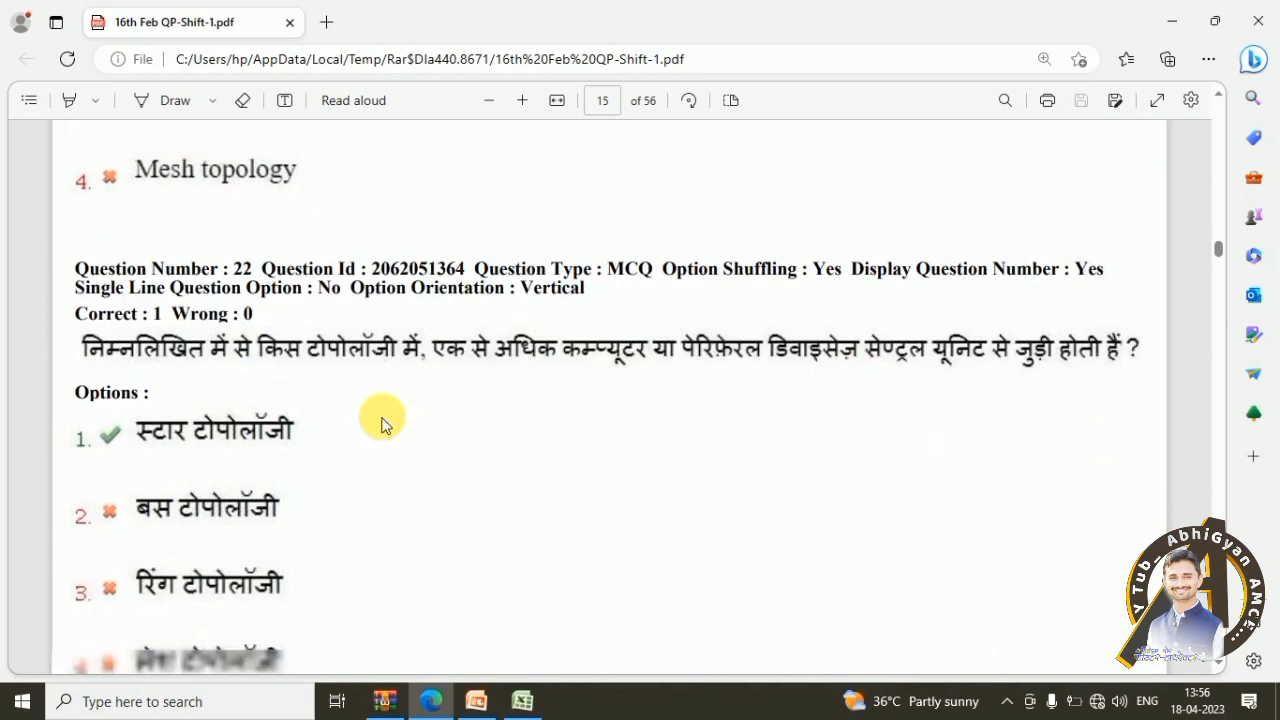 16th Feb QP-Shift-1.pdf
File C:/Users/hp/AppData/Local/Temp/Rar$DIa440.8671/16th%20Feb%20QP-Shift-1.pdf
Draw Read aloud 15 of 56
4. Mesh topology
Question Number : 22 Question Id : 2062051364 Question Type : MCQ Option Shuffling : Yes Display Question Number : Yes
Single Line Question Option : No Option Orientation : Vertical
Correct : 1 Wrong : 0
निम्नलिखित में से किस टोपोलॉजी में, एक से अधिक कम्प्यूटर या पेरिफ़ेरल डिवाइसेज़ सेण्ट्रल यूनिट से जुड़ी होती हैं ?
Options :
1. स्टार टोपोलॉजी
2. बस टोपोलॉजी
3. रिंग टोपोलॉजी
टोपोलॉजी
Y Tub_ AbhiGyan AMCE...
Type here to search
36°C Partly sunny
ENG
13:56
18-04-2023